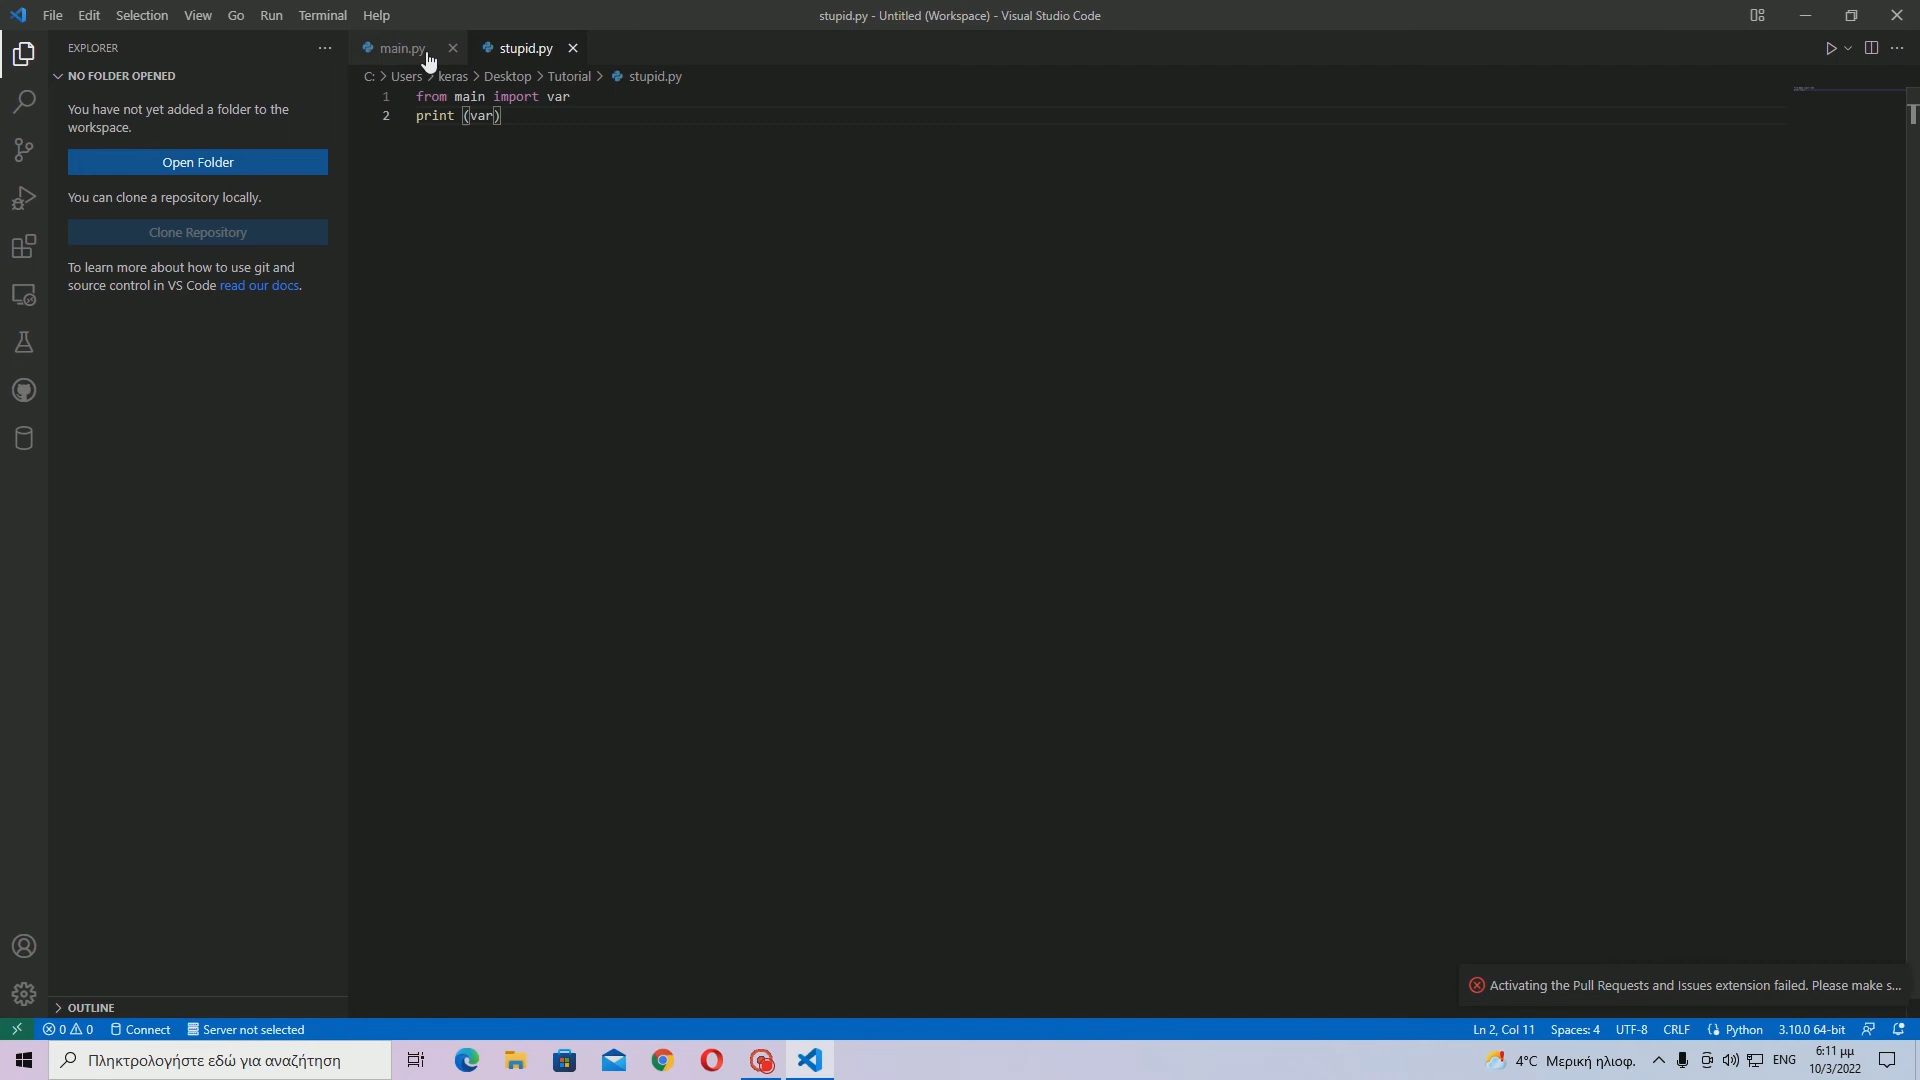 File Edit Selection View Go Run Terminal Help
stupid.py - Untitled (Workspace) - Visual Studio Code
EXPLORER
main.py
stupid.py
NO FOLDER OPENED
C: > Users > keras > Desktop > Tutorial > stupid.py
You have not yet added a folder to the
workspace.
Open Folder
You can clone a repository locally.
Clone Repository
To learn more about how to use git and
source control in VS Code read our docs.
1 from main import var
2 print (var)
Activating the Pull Requests and Issues extension failed. Please make s...
OUTLINE
0 0 Connect Server not selected
Ln 2, Col 11 Spaces: 4 UTF-8 CRLF Python 3.10.0 64-bit
Πληκτρολογήστε εδώ για αναζήτηση
4°C Μερική ηλιοφ.
ENG
6:11 μμ
10/3/2022